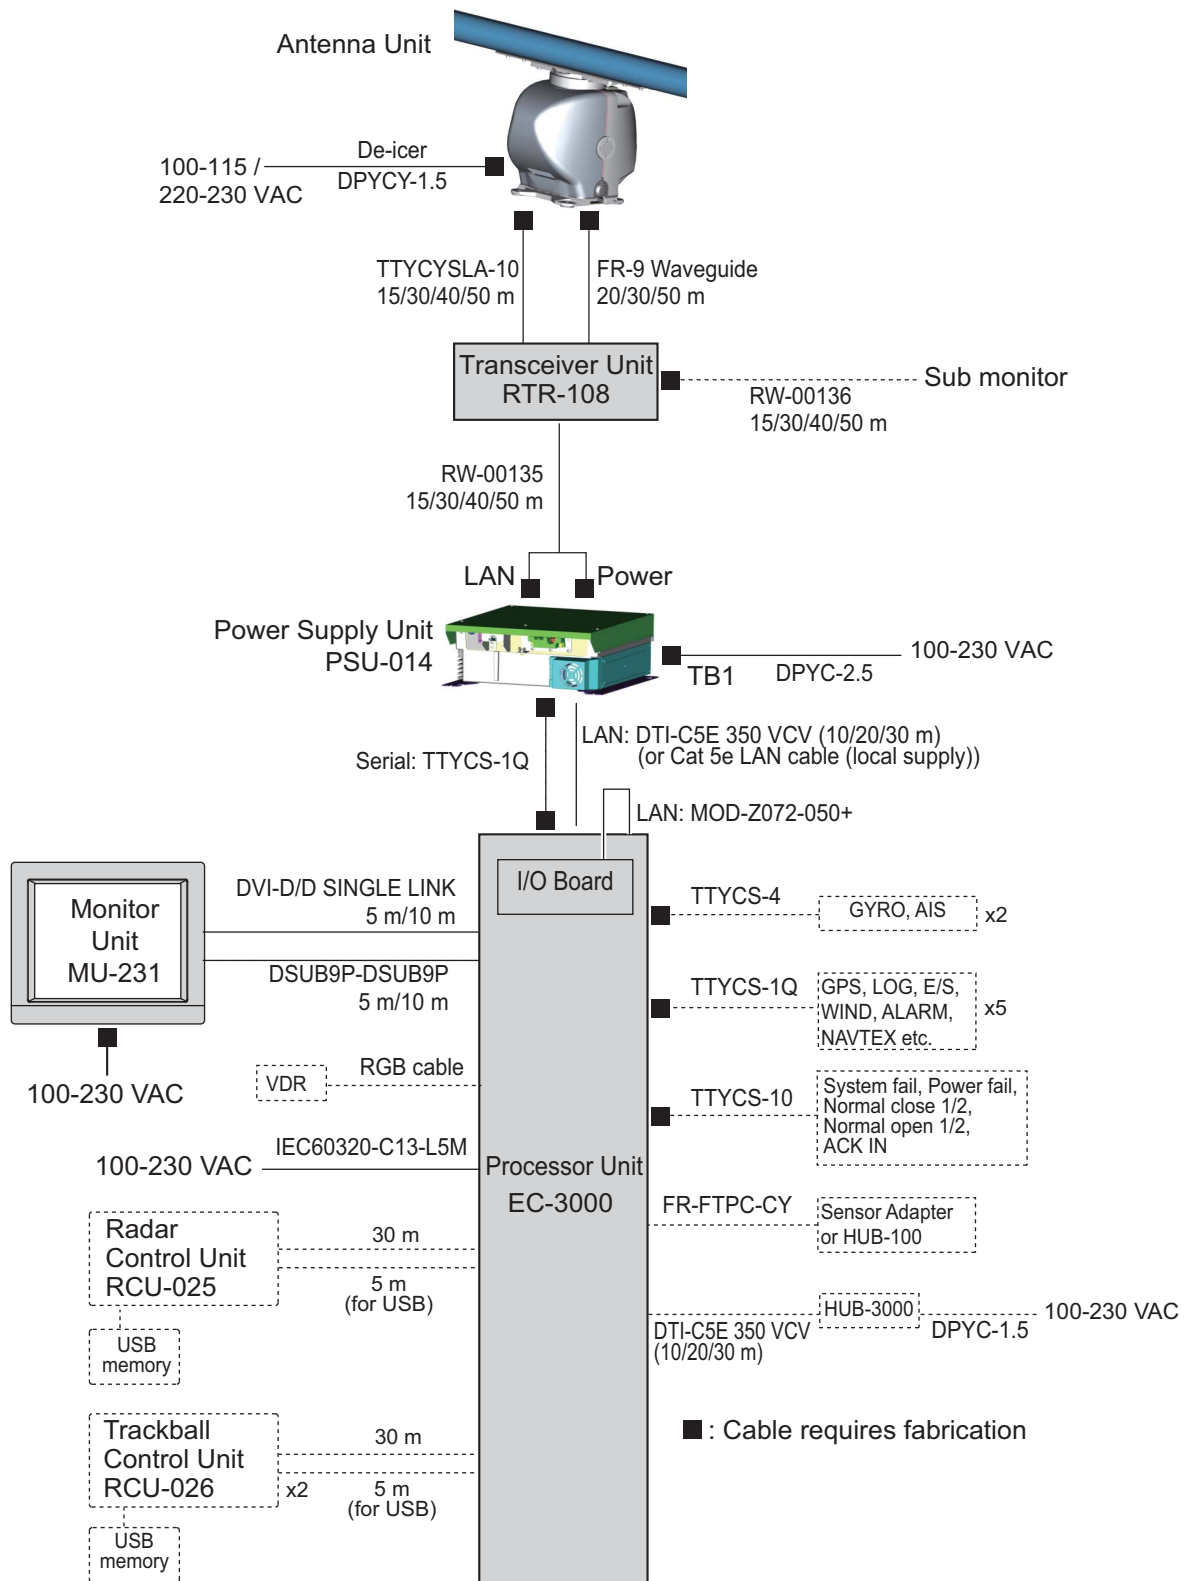 Antenna Unit
De-icer
100-115 /
DPYCY-1.5
220-230 VAC
TTYCYSLA-10
15/30/40/50 m
FR-9 Waveguide
20/30/50 m
Transceiver Unit
RTR-108
Sub monitor
RW-00136
15/30/40/50 m
RW-00135
15/30/40/50 m
LAN
Power
Power Supply Unit
PSU-014
100-230 VAC
TB1
DPYC-2.5
LAN: DTI-C5E 350 VCV (10/20/30 m)
(or Cat 5e LAN cable (local supply))
Serial: TTYCS-1Q
LAN: MOD-Z072-050+
I/O Board
Monitor
Unit
MU-231
DVI-D/D SINGLE LINK
5 m/10 m
DSUB9P-DSUB9P
5 m/10 m
100-230 VAC
VDR
RGB cable
IEC60320-C13-L5M
100-230 VAC
Processor Unit
EC-3000
TTYCS-4
GYRO, AIS
x2
TTYCS-1Q
GPS, LOG, E/S,
WIND, ALARM,
NAVTEX etc.
x5
TTYCS-10
System fail, Power fail,
Normal close 1/2,
Normal open 1/2,
ACK IN
FR-FTPC-CY
Sensor Adapter
or HUB-100
HUB-3000
100-230 VAC
DTI-C5E 350 VCV
(10/20/30 m)
DPYC-1.5
Radar
Control Unit
RCU-025
30 m
5 m
(for USB)
USB
memory
Trackball
Control Unit
RCU-026
x2
30 m
5 m
(for USB)
USB
memory
: Cable requires fabrication